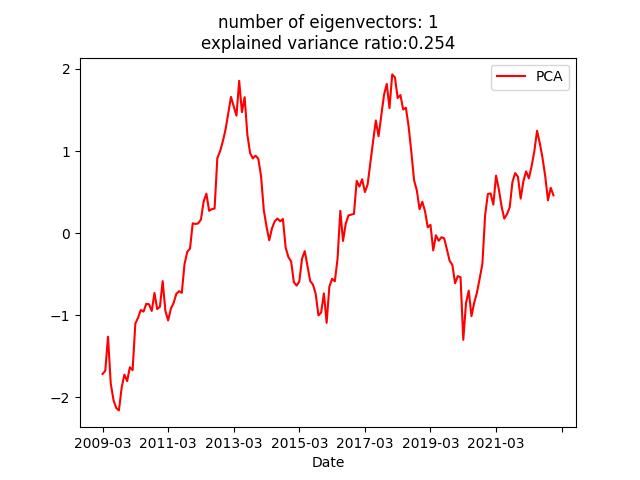 number of eigenvectors: 1
explained variance ratio:0.254
PCA
2
1
0
−1
−2
2009-03 2011-03 2013-03 2015-03 2017-03 2019-03 2021-03
Date